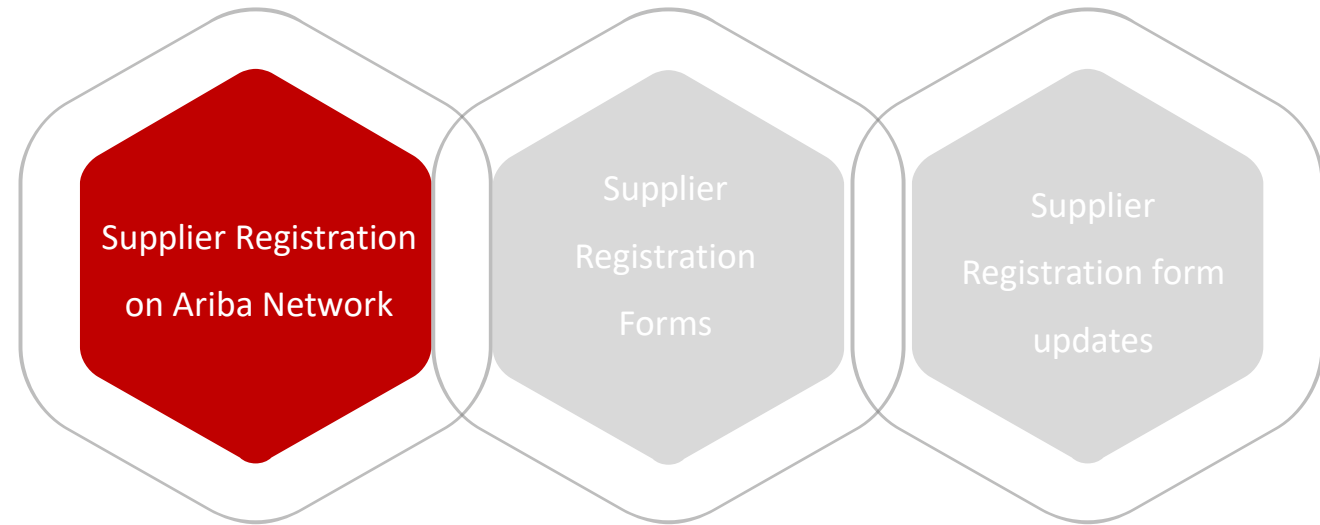 Supplier Registration
on Ariba Network
Supplier
Registration
Forms
Supplier
Registration form
updates